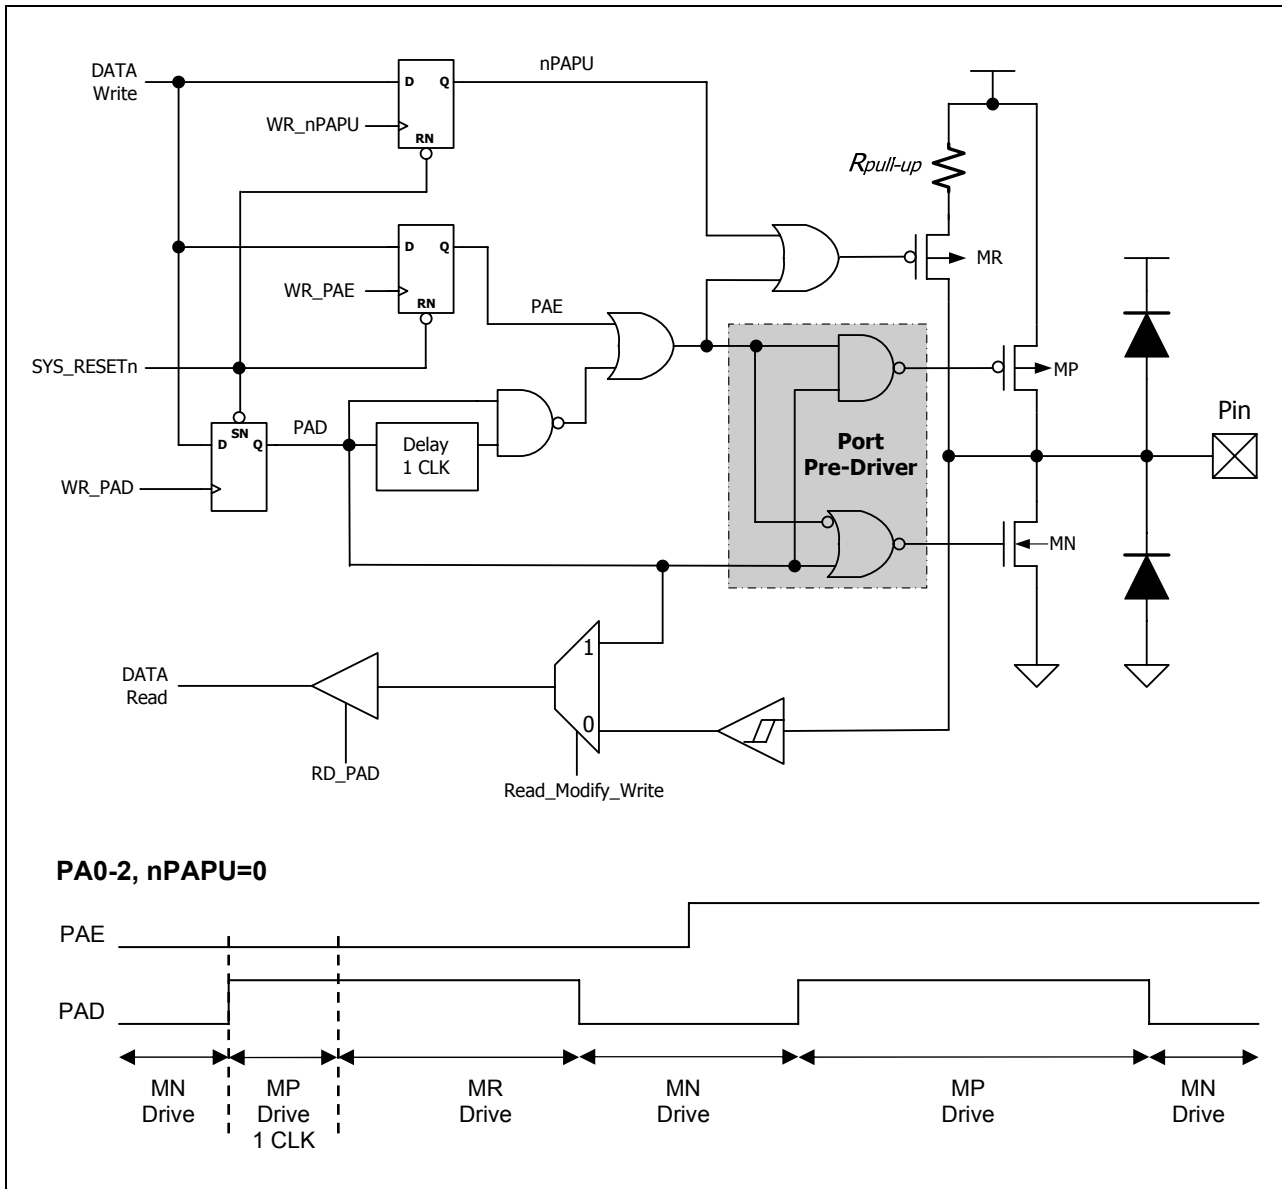 DATA
Write
D
Q
nPAPU
WR_nPAPU
RN
Rpull-up
D
Q
MR
WR_PAE
RN
PAE
SYS_RESETn
MP
SN
PAD
D
Q
Delay
1 CLK
Port
Pre-Driver
Pin
WR_PAD
MN
1
DATA
Read
0
RD_PAD
Read_Modify_Write
PA0-2, nPAPU=0
PAE
PAD
MN
Drive
MP
Drive
1 CLK
MR
Drive
MN
Drive
MP
Drive
MN
Drive